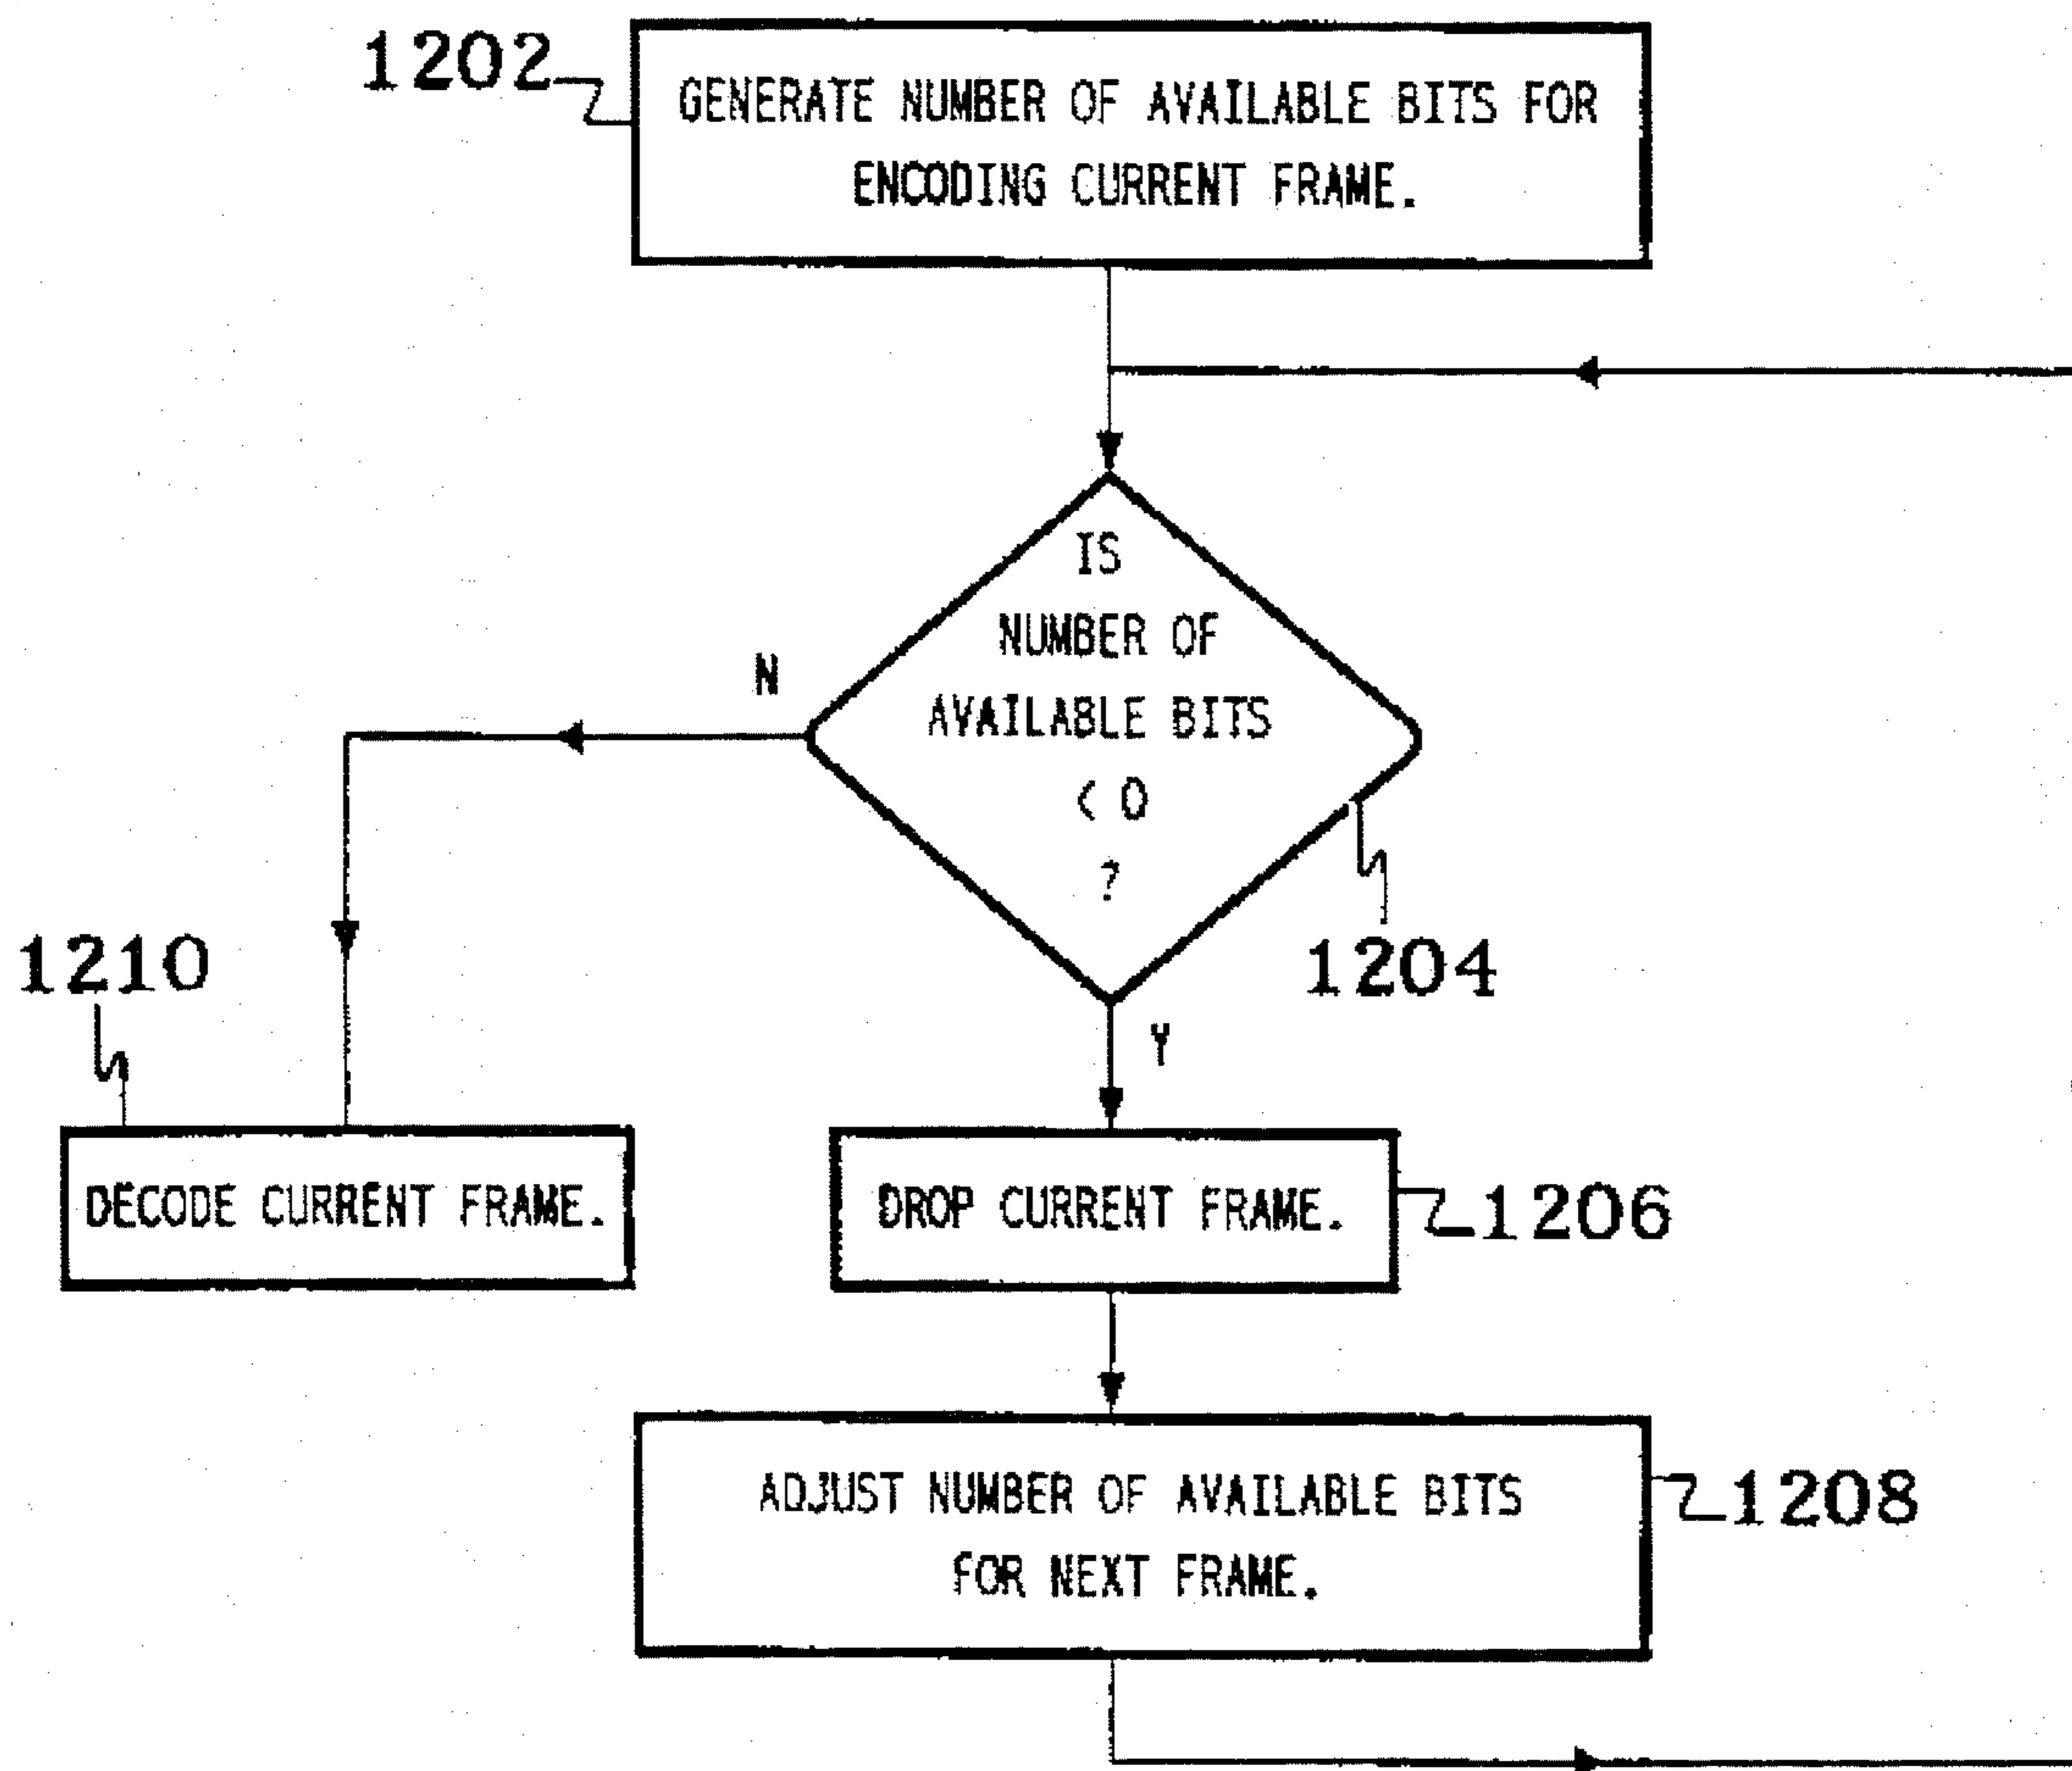 1202
GENERATE NUMBER OF AVAILABLE BITS FOR
ENCODING CURRENT FRAME.
IS
NUMBER OF
AVAILABLE BITS
< 0
?
N
1204
Y
1210
DECODE CURRENT FRAME.
DROP CURRENT FRAME.
1206
ADJUST NUMBER OF AVAILABLE BITS
FOR NEXT FRAME.
1208